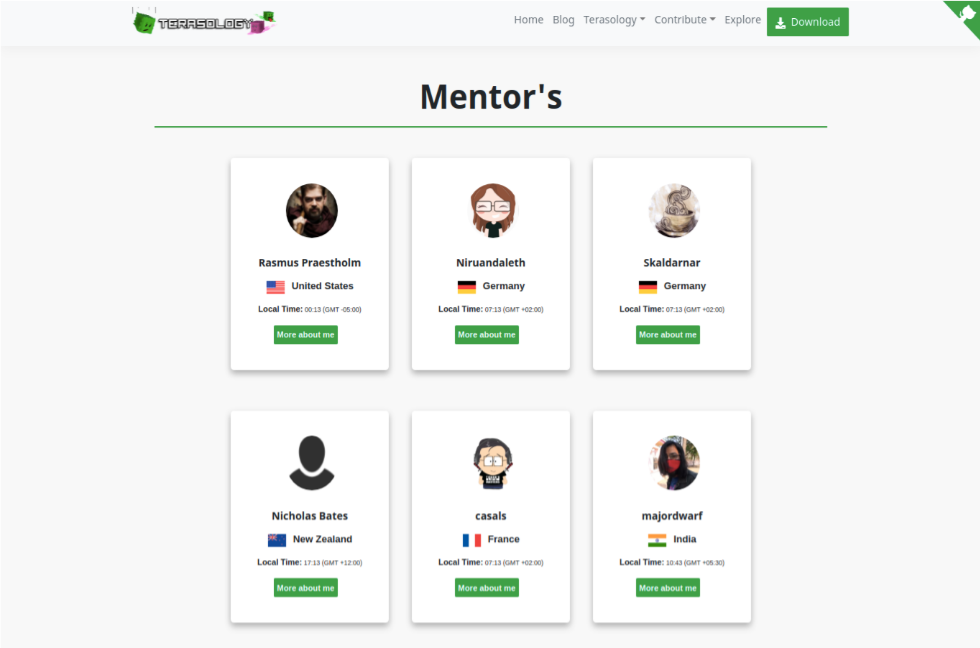 TERASOLOGY
Home Blog Terasology Contribute Explore Download
Mentor's
Rasmus Praestholm
United States
Local Time: 00:13 (GMT -05:00)
More about me
Niruandaleth
Germany
Local Time: 07:13 (GMT +02:00)
More about me
Skaldarnar
Germany
Local Time: 07:13 (GMT +02:00)
More about me
Nicholas Bates
New Zealand
Local Time: 17:13 (GMT +12:00)
More about me
casals
France
Local Time: 07:13 (GMT +02:00)
More about me
majordwarf
India
Local Time: 10:43 (GMT +05:30)
More about me